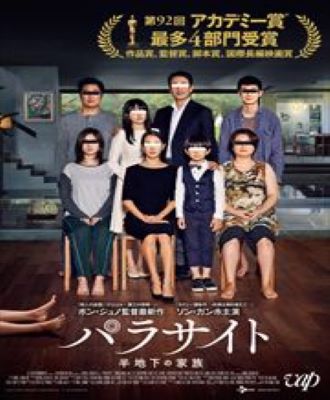 第92回 アカデミー賞®
最多4部門受賞
作品賞、監督賞、脚本賞、国際長編映画賞
ポン・ジュノ監督最新作 ソン・ガンホ主演
パラサイト
半地下の家族
vap